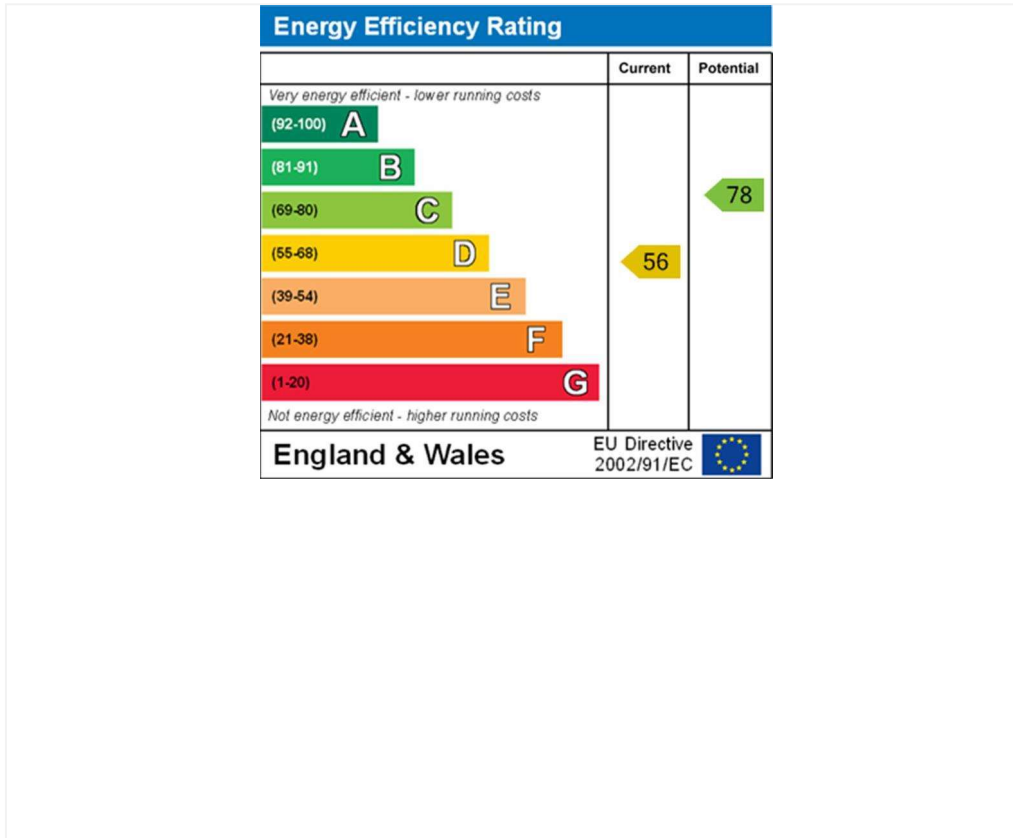 Energy Efficiency Rating
Current Potential
Very energy efficient - lower running costs
(92-100) A
(81-91) B
(69-80) C
78
(55-68) D
56
(39-54) E
(21-38) F
(1-20) G
Not energy efficient - higher running costs
England & Wales
EU Directive
2002/91/EC